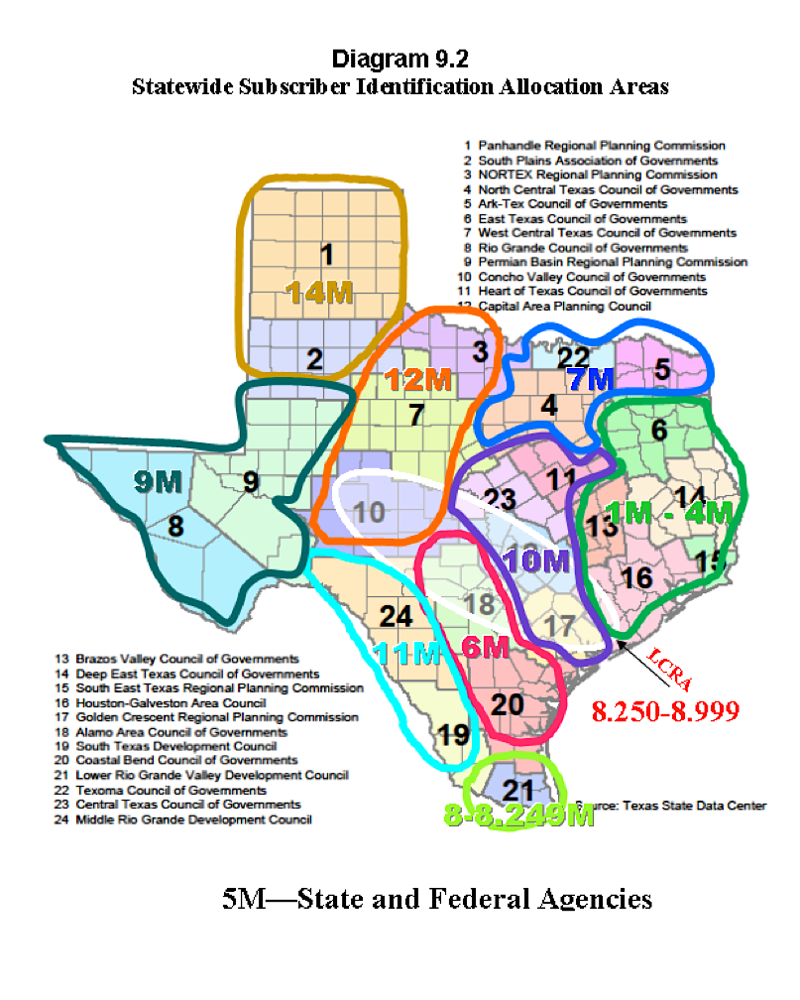 Diagram 9.2
Statewide Subscriber Identification Allocation Areas
1 Panhandle Regional Planning Commission
2 South Plains Association of Governments
3 NORTEX Regional Planning Commission
4 North Central Texas Council of Governments
5 Ark-Tex Council of Governments
6 East Texas Council of Governments
7 West Central Texas Council of Governments
8 Rio Grande Council of Governments
9 Permian Basin Regional Planning Commission
10 Concho Valley Council of Governments
11 Heart of Texas Council of Governments
12 Capital Area Planning Council
1
14M
2
3
22
12M
7M
5
4
7
6
9M
9
11
23
14
10
1M - 4M
8
13
15
10M
16
18
24
17
11M
6M
LCRA
20
8.250-8.999
19
21
8-8.249M
13 Brazos Valley Council of Governments
14 Deep East Texas Council of Governments
15 South East Texas Regional Planning Commission
16 Houston-Galveston Area Council
17 Golden Crescent Regional Planning Commission
18 Alamo Area Council of Governments
19 South Texas Development Council
20 Coastal Bend Council of Governments
21 Lower Rio Grande Valley Development Council
22 Texoma Council of Governments
23 Central Texas Council of Governments
24 Middle Rio Grande Development Council
Source: Texas State Data Center
5M—State and Federal Agencies